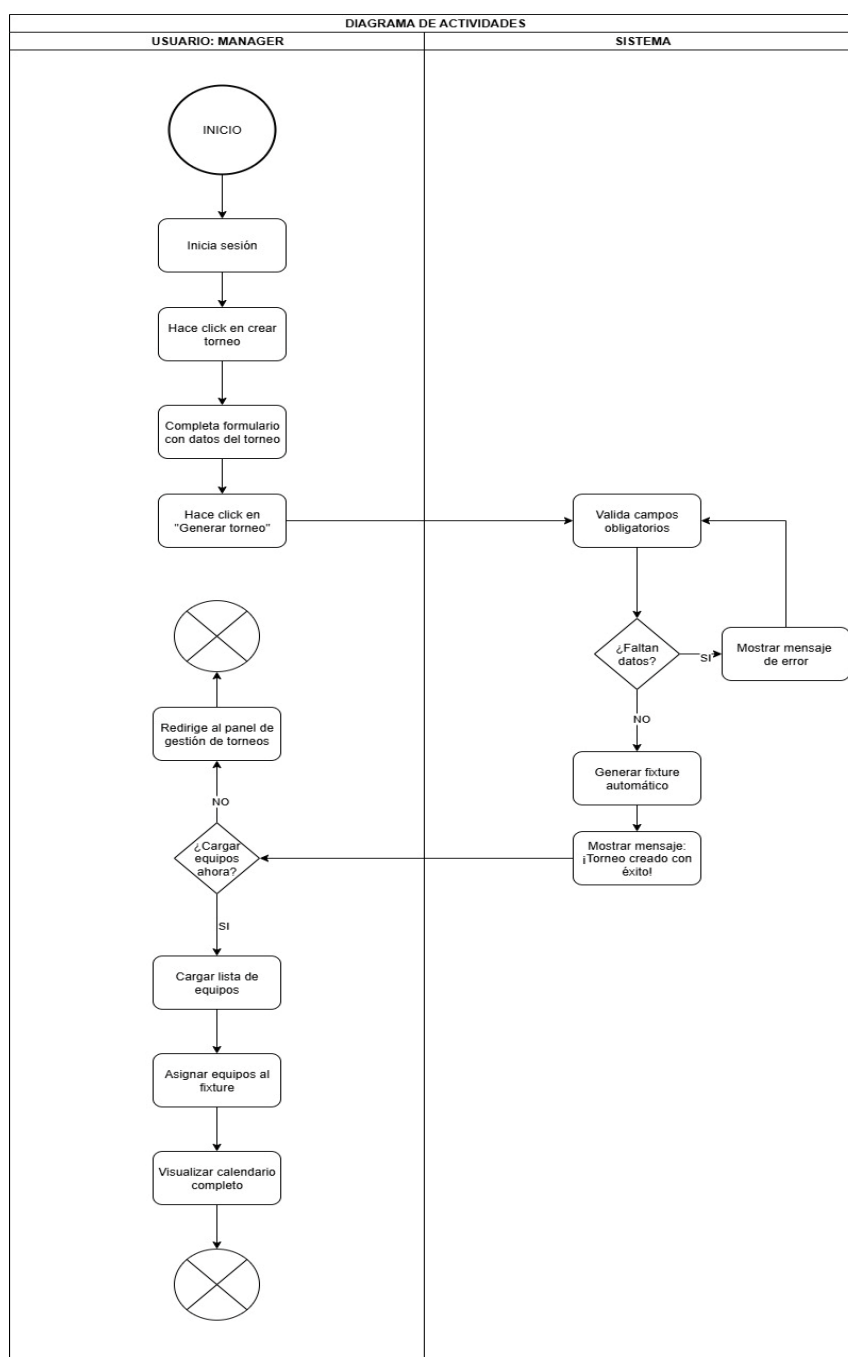 DIAGRAMA DE ACTIVIDADES
USUARIO: MANAGER
SISTEMA
INICIO
Inicia sesión
Hace click en crear
torneo
Completa formulario
con datos del torneo
Hace click en
"Generar torneo"
Valida campos
obligatorios
¿Faltan
datos?
SI
Mostrar mensaje
de error
NO
Generar fixture
automático
Mostrar mensaje:
¡Torneo creado con
éxito!
¿Cargar
equipos
ahora?
NO
Redirige al panel de
gestión de torneos
SI
Cargar lista de
equipos
Asignar equipos al
fixture
Visualizar calendario
completo